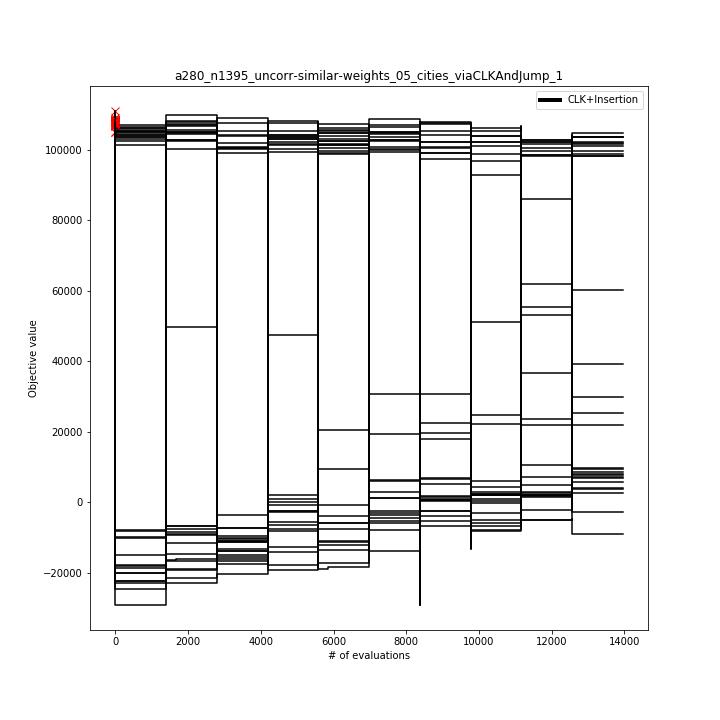 a280_n1395_uncorr-similar-weights_05_cities_viaCLKAndJump_1
CLK+Insertion
100000
80000
60000
40000
20000
0
−20000
Objective value
0 2000 4000 6000 8000 10000 12000 14000
# of evaluations